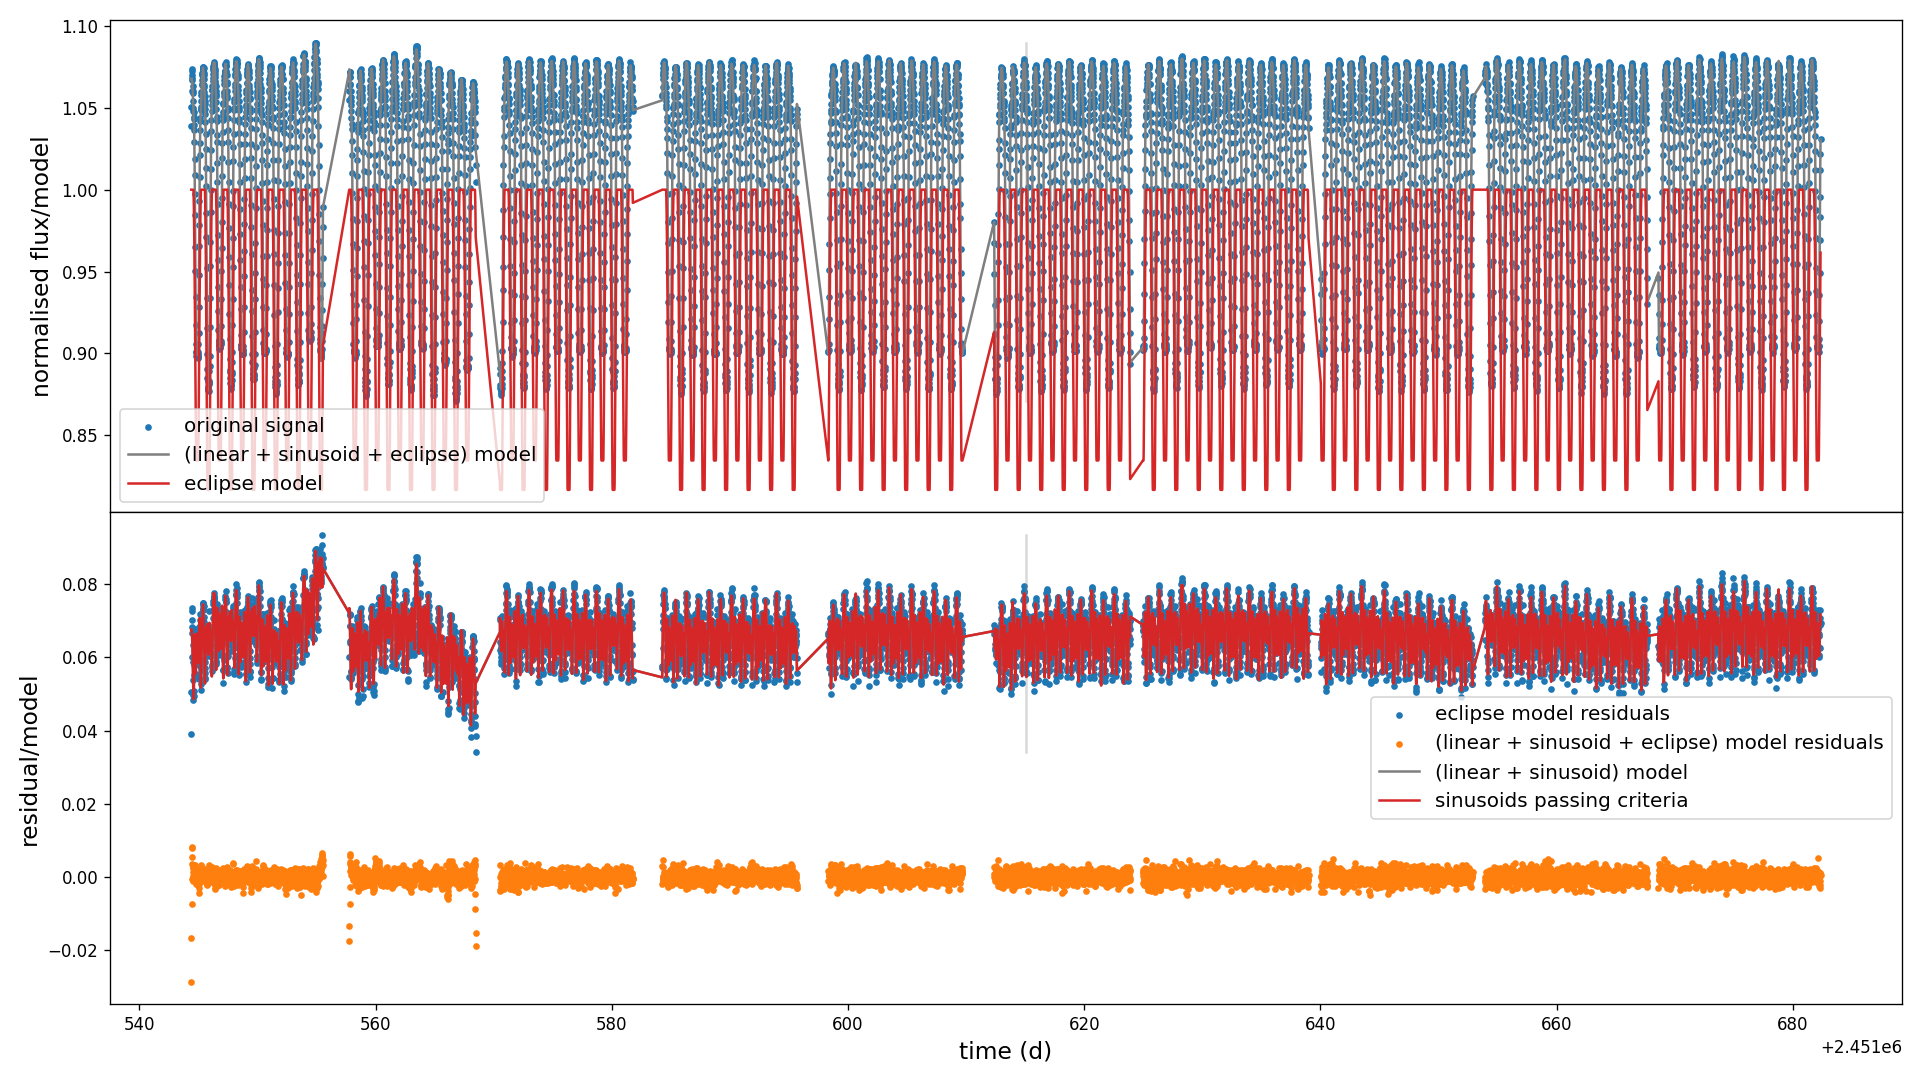 1.10
1.05
1.00
0.95
0.90
0.85
normalised flux/model
original signal
(linear + sinusoid + eclipse) model
eclipse model
0.08
0.06
0.04
0.02
0.00
−0.02
residual/model
eclipse model residuals
(linear + sinusoid + eclipse) model residuals
(linear + sinusoid) model
sinusoids passing criteria
540
560
580
600
620
640
660
680
time (d)
+2.451e6